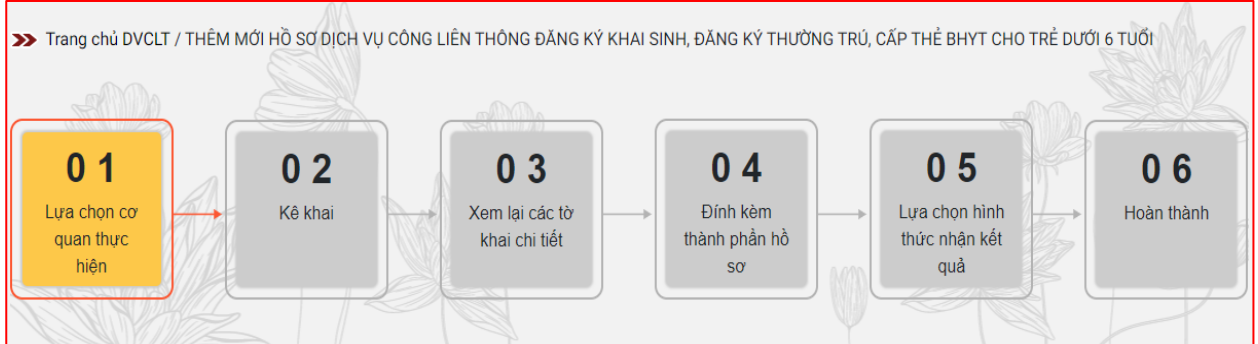 Trang chủ DVCLT / THÊM MỚI HỒ SƠ DỊCH VỤ CÔNG LIÊN THÔNG ĐĂNG KÝ KHAI SINH, ĐĂNG KÝ THƯỜNG TRÚ, CẤP THẺ BHYT CHO TRẺ DƯỚI 6 TUỔI
0 1
Lựa chọn cơ
quan thực
hiện
0 2
Kê khai
0 3
Xem lại các tờ
khai chi tiết
0 4
Đính kèm
thành phần hồ
sơ
0 5
Lựa chọn hình
thức nhận kết
quả
0 6
Hoàn thành